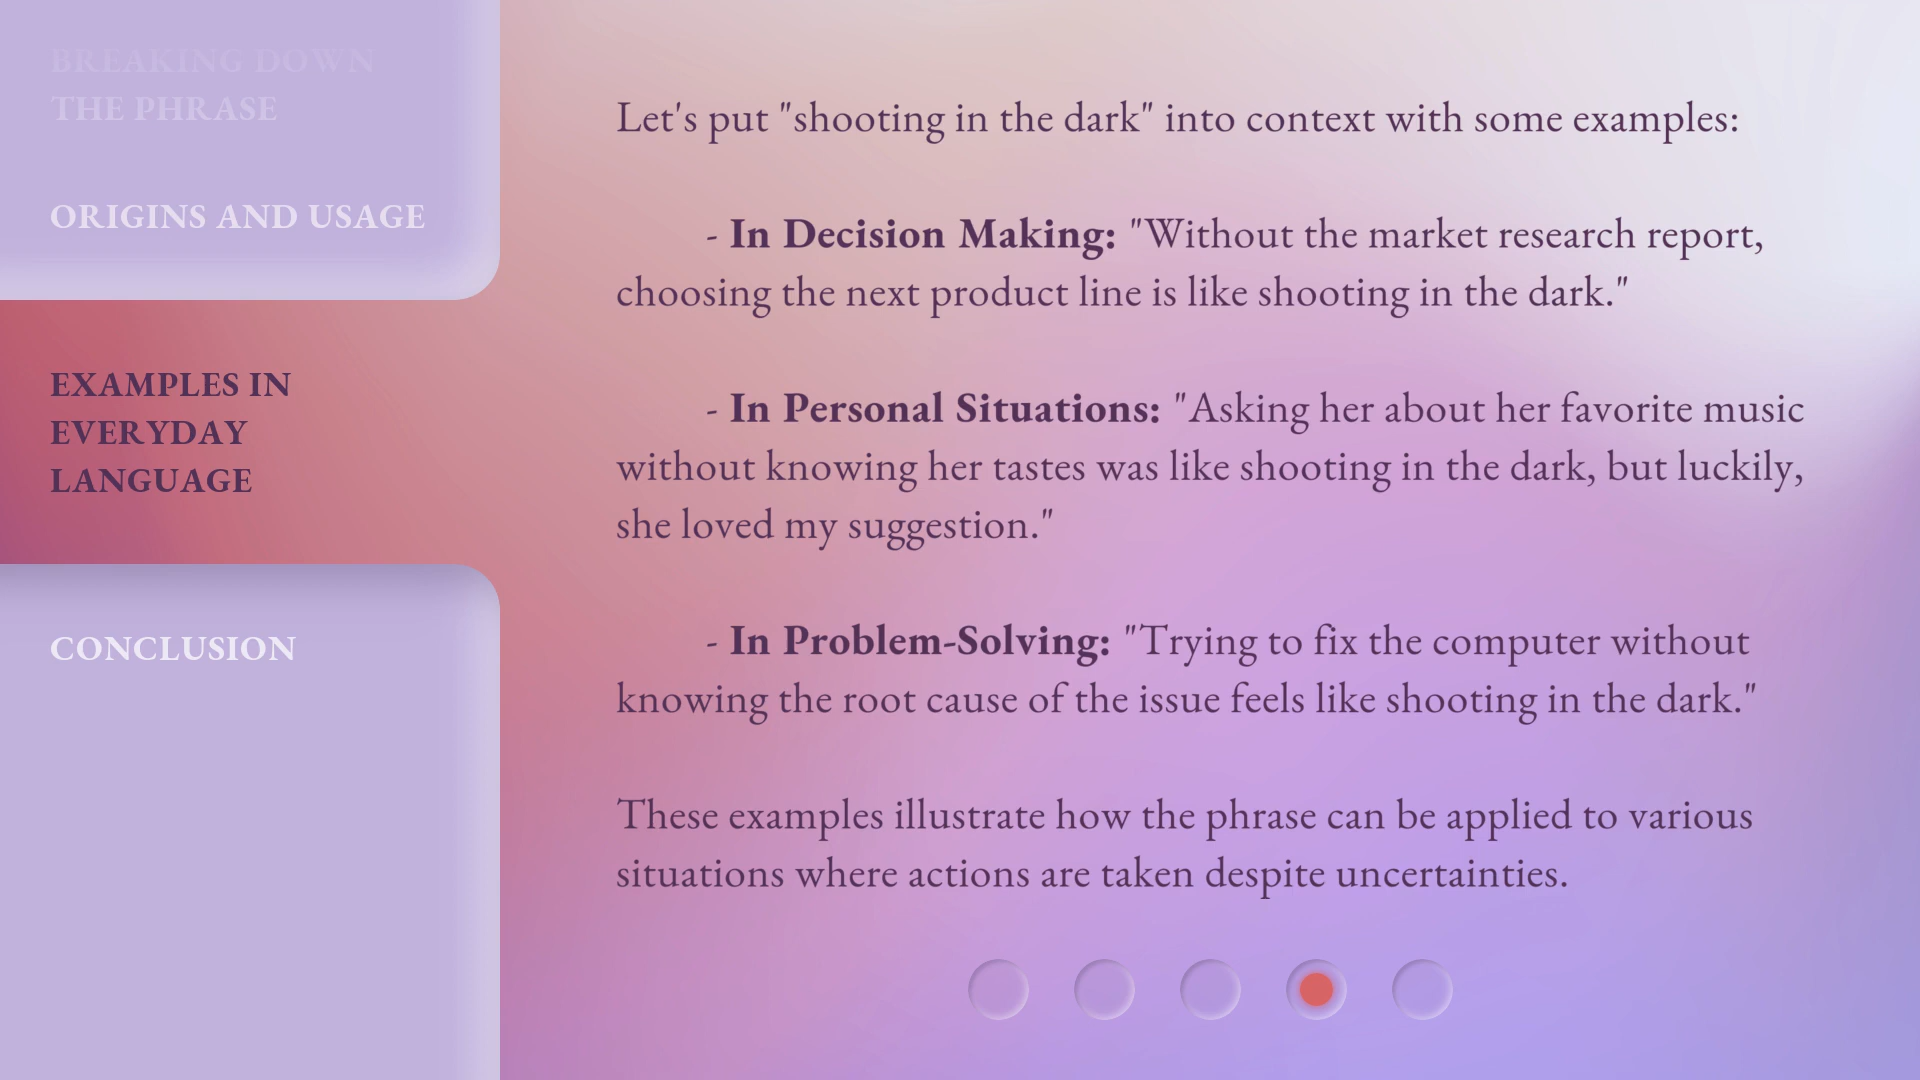 BREAKING DOWN
THE PHRASE
ORIGINS AND USAGE
EXAMPLES IN
EVERYDAY
LANGUAGE
CONCLUSION
Let's put "shooting in the dark" into context with some examples:
- In Decision Making: "Without the market research report,
choosing the next product line is like shooting in the dark."
- In Personal Situations: "Asking her about her favorite music
without knowing her tastes was like shooting in the dark, but luckily,
she loved my suggestion."
- In Problem-Solving: "Trying to fix the computer without
knowing the root cause of the issue feels like shooting in the dark."
These examples illustrate how the phrase can be applied to various
situations where actions are taken despite uncertainties.